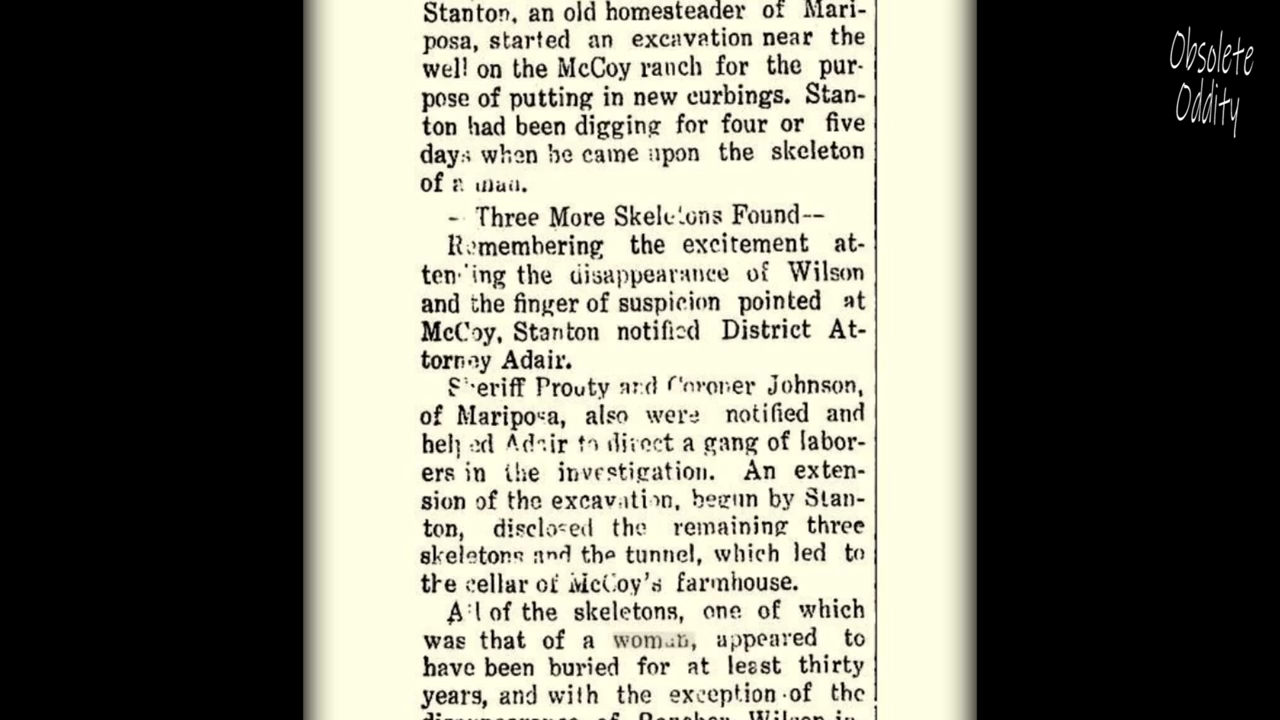 Stanton, an old homesteader of Mari-
posa, started an excavation near the
well on the McCoy ranch for the pur-
pose of putting in new curbings. Stan-
ton had been digging for four or five
days when he came upon the skeleton
of a man.
- Three More Skeletons Found--
Remembering the excitement at-
tending the disappearance of Wilson
and the finger of suspicion pointed at
McCoy, Stanton notified District At-
torney Adair.
Sheriff Prouty and Coroner Johnson,
of Mariposa, also were notified and
helped Adair to direct a gang of labor-
ers in the investigation. An exten-
sion of the excavation, begun by Stan-
ton, disclosed the remaining three
skeletons and the tunnel, which led to
the cellar of McCoy's farmhouse.
All of the skeletons, one of which
was that of a woman, appeared to
have been buried for at least thirty
years, and with the exception of the
disappearance of Rancher Wilson in-
Obsolete
Oddity